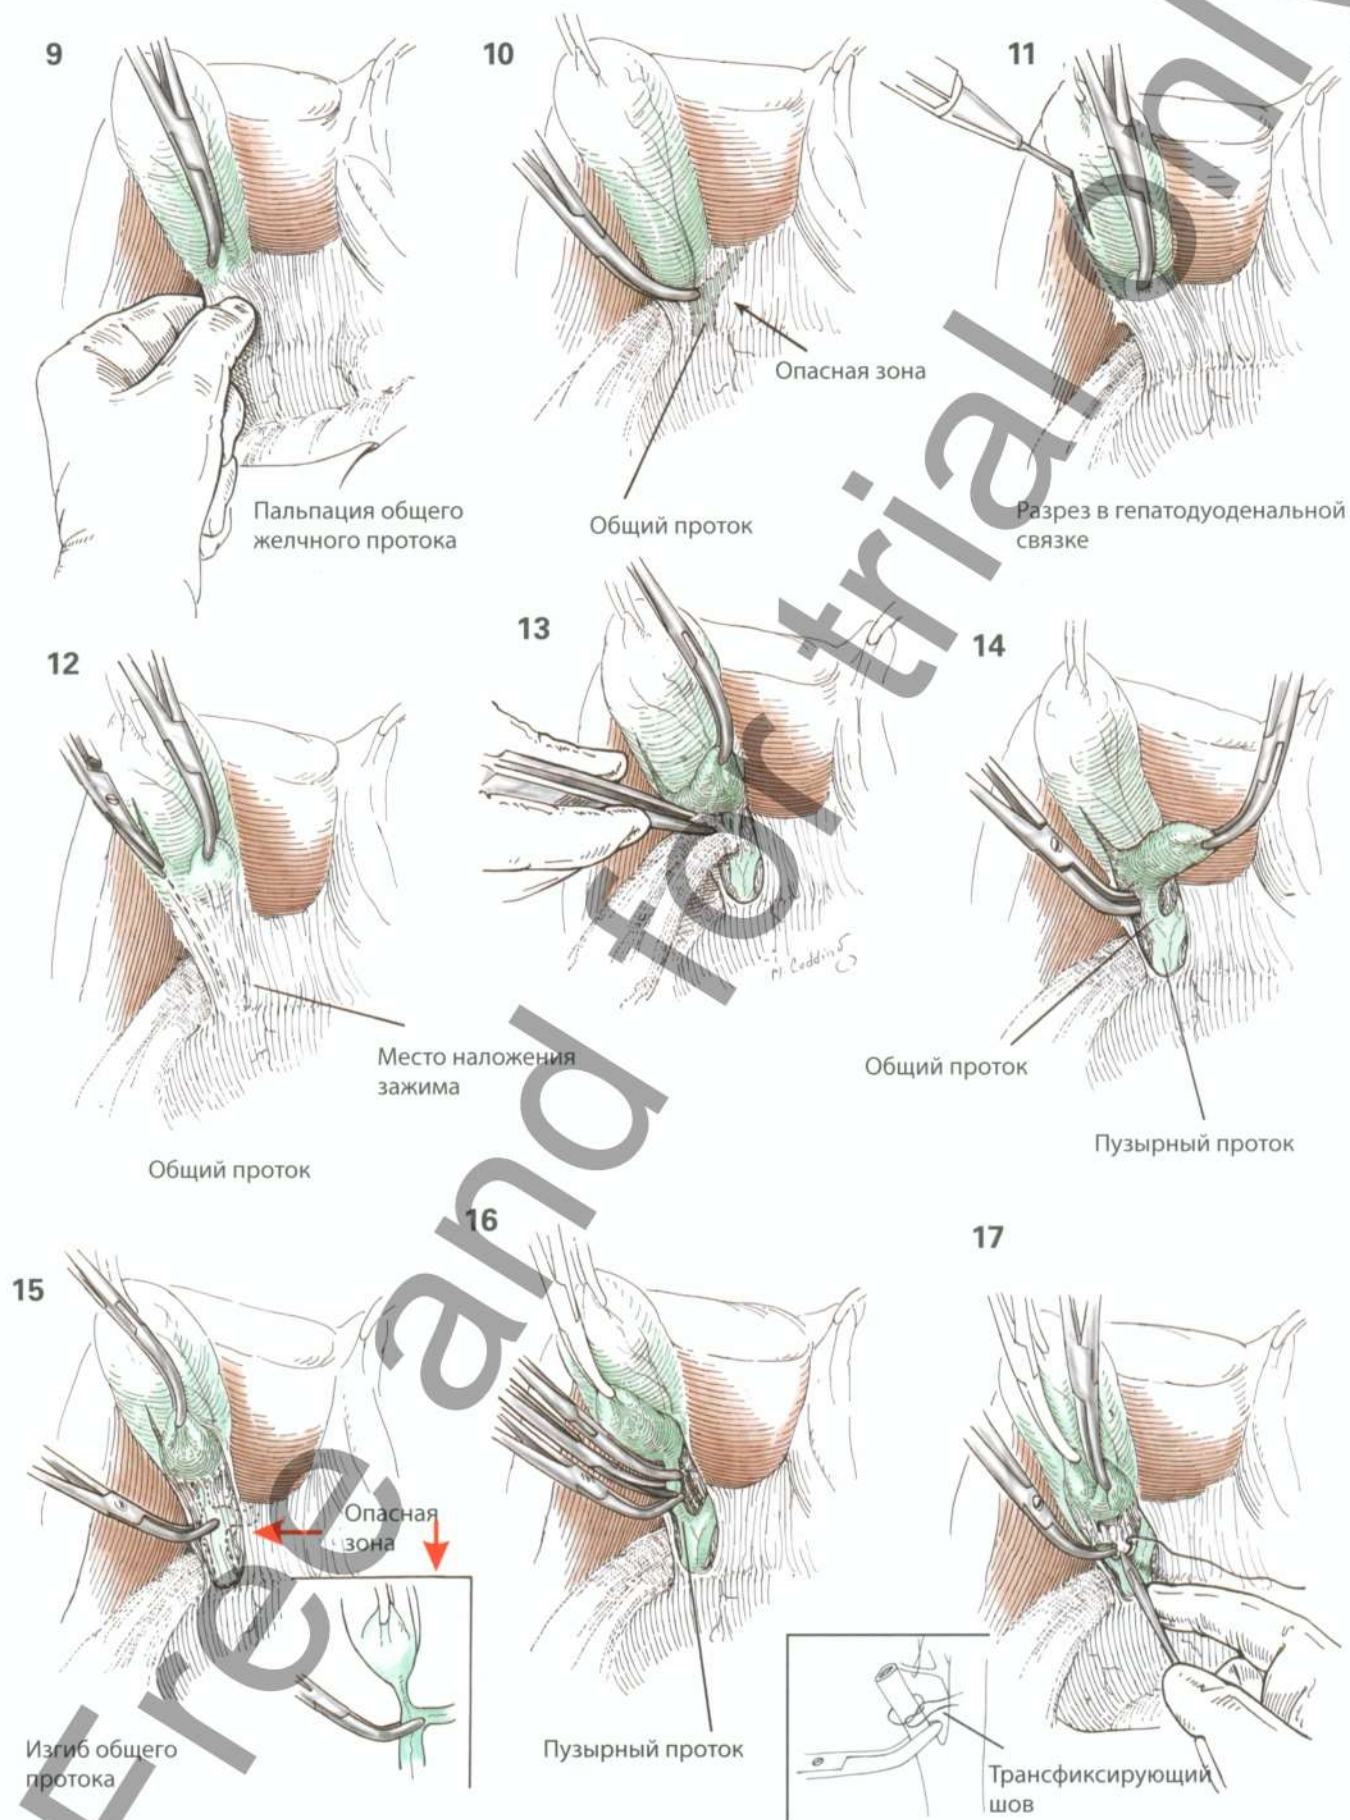 9
10
11
Опасная зона
Пальпация общего
желчного протока
Общий проток
Разрез в гепатодуоденальной
связке
12
13
14
M. Coddin
Место наложения
зажима
Общий проток
Общий проток
Пузырный проток
15
16
17
Опасная
зона
Изгиб общего
протока
Пузырный проток
Трансфиксирующий
шов
Free and for trial only